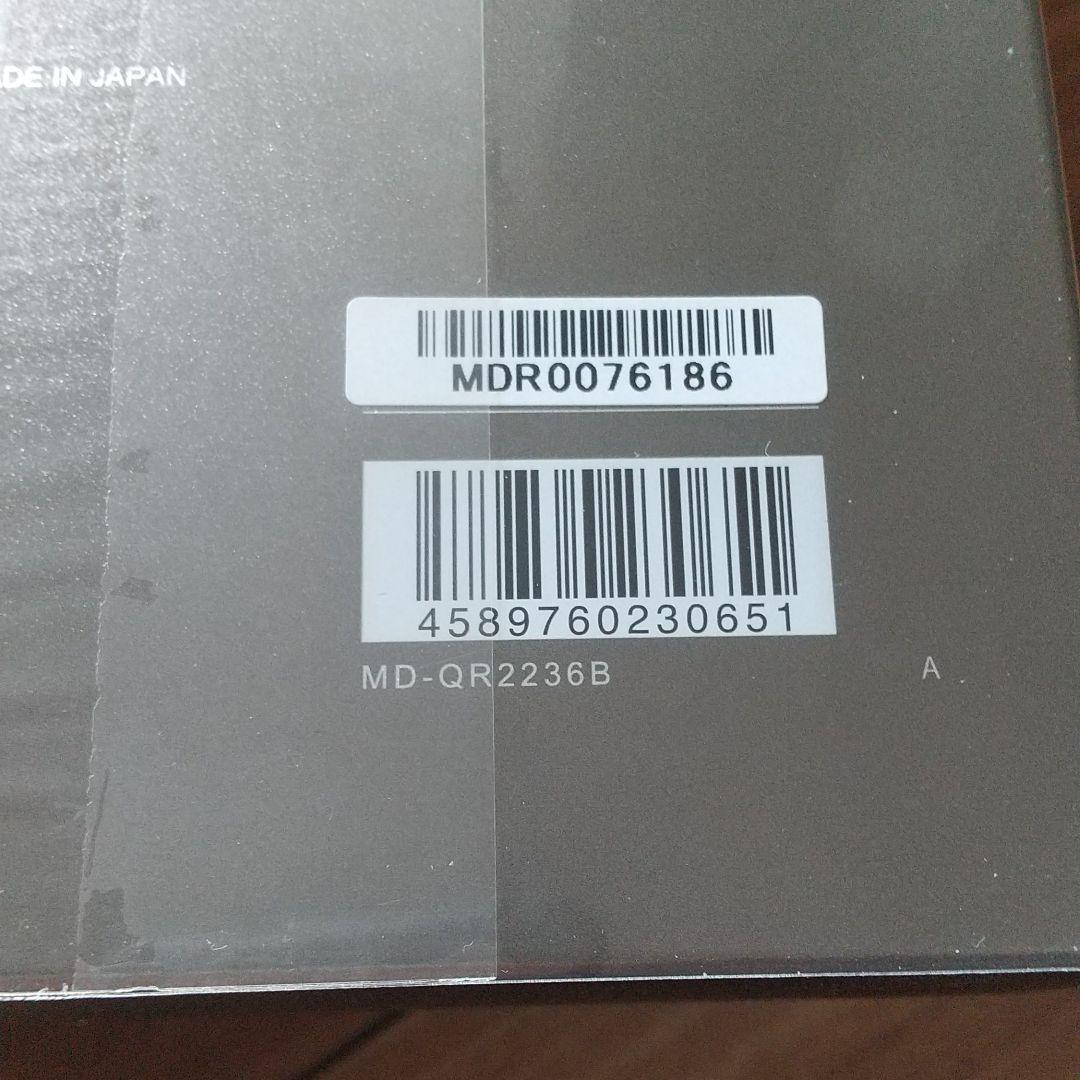 ADE IN JAPAN
MDR0076186
4589760230651
MD-QR2236B
A